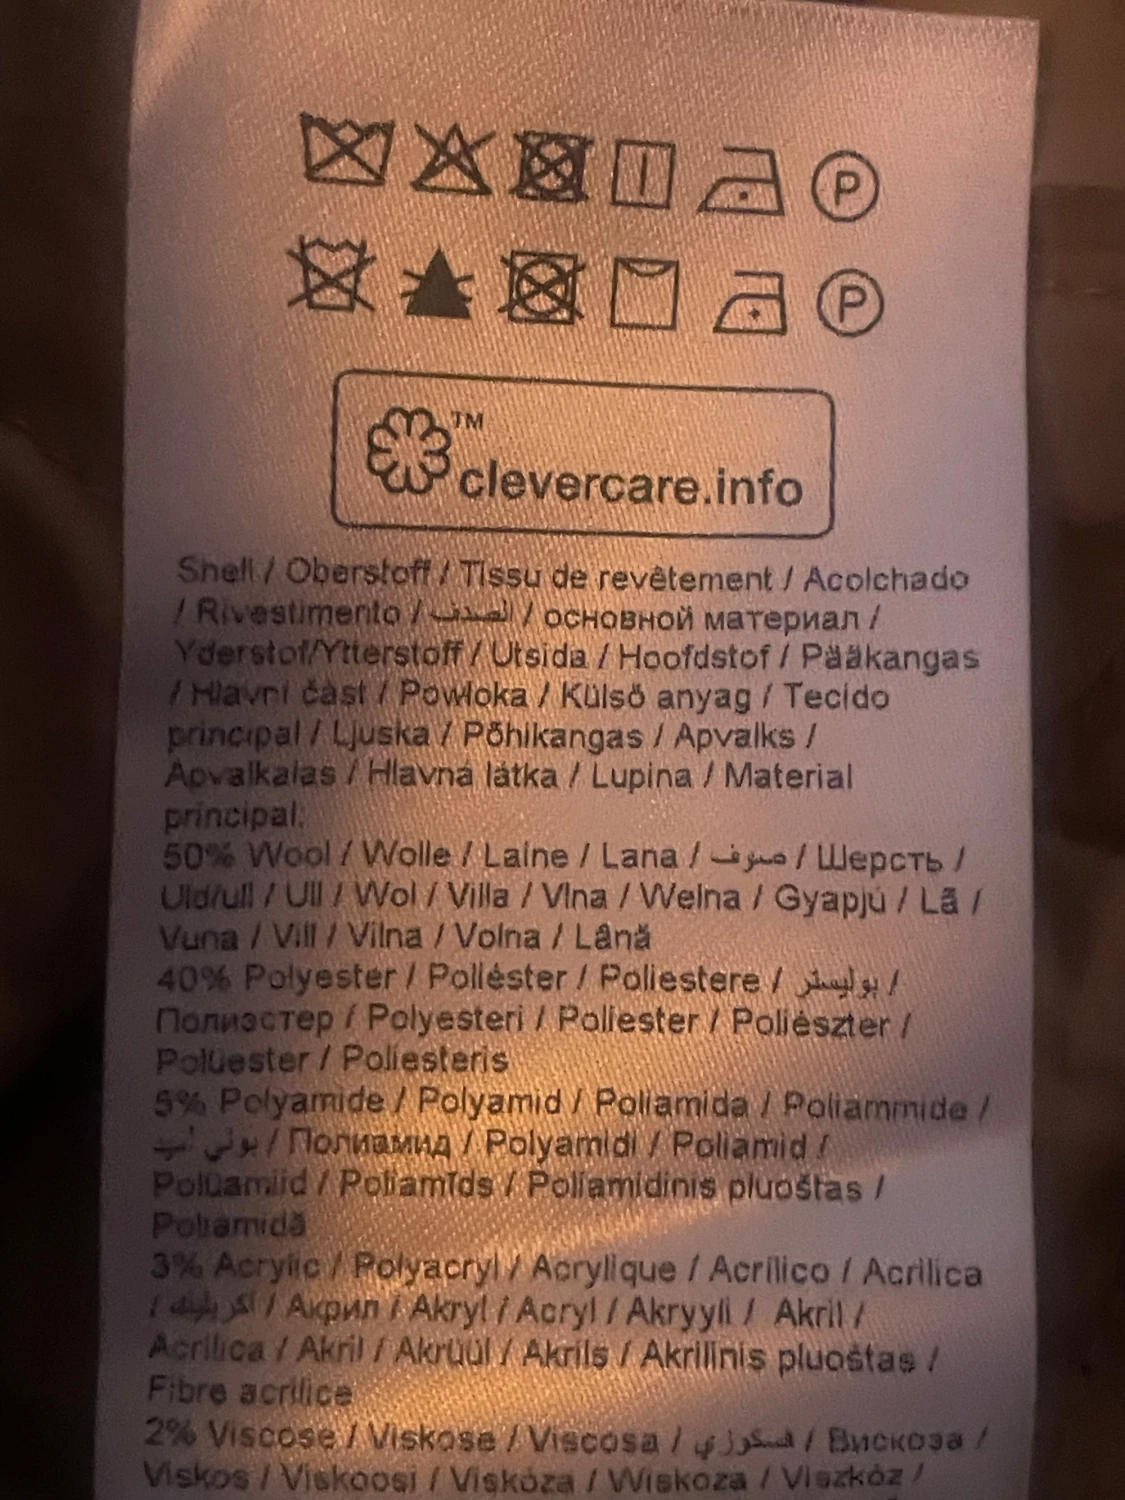 P
P
™
clevercare.info
Shell / Oberstoff / Tissu de revêtement / Acolchado
/ Rivestimento / الصدف / основной материал /
Yderstof/Ytterstoff / Utsida / Hoofdstof / Pääkangas
/ Hlavní část / Powłoka / Külső anyag / Tecido
principal / Ljuska / Põhikangas / Apvalks /
Apvalkalas / Hlavná látka / Lupina / Material
principal:
50% Wool / Wolle / Laine / Lana / صوف / Шерсть /
Uld/ull / Ull / Wol / Villa / Vlna / Wełna / Gyapjú / Lã /
Vuna / Vill / Vilna / Volna / Lână
40% Polyester / Poliéster / Poliestere / بوليستر /
Полиэстер / Polyesteri / Poliester / Poliészter /
Polüester / Poliesteris
5% Polyamide / Polyamid / Poliamida / Poliammide /
/ Полиамид / Polyamidi / Poliamid /
Polüamiid / Poliamīds / Poliamidinis pluoštas /
Poliamidă
3% Acrylic / Polyacryl / Acrylique / Acrílico / Acrilica
/ / Акрил / Akryl / Acryl / Akryyli / Akril /
Acrílica / Akril / Akrüül / Akrils / Akrilinis pluoštas /
Fibre acrilice
2% Viscose / Viskose / Viscosa / فسكوزي / Вискоза /
Viskos / Viskoosi / Viskóza / Wiskoza / Viszkóz /